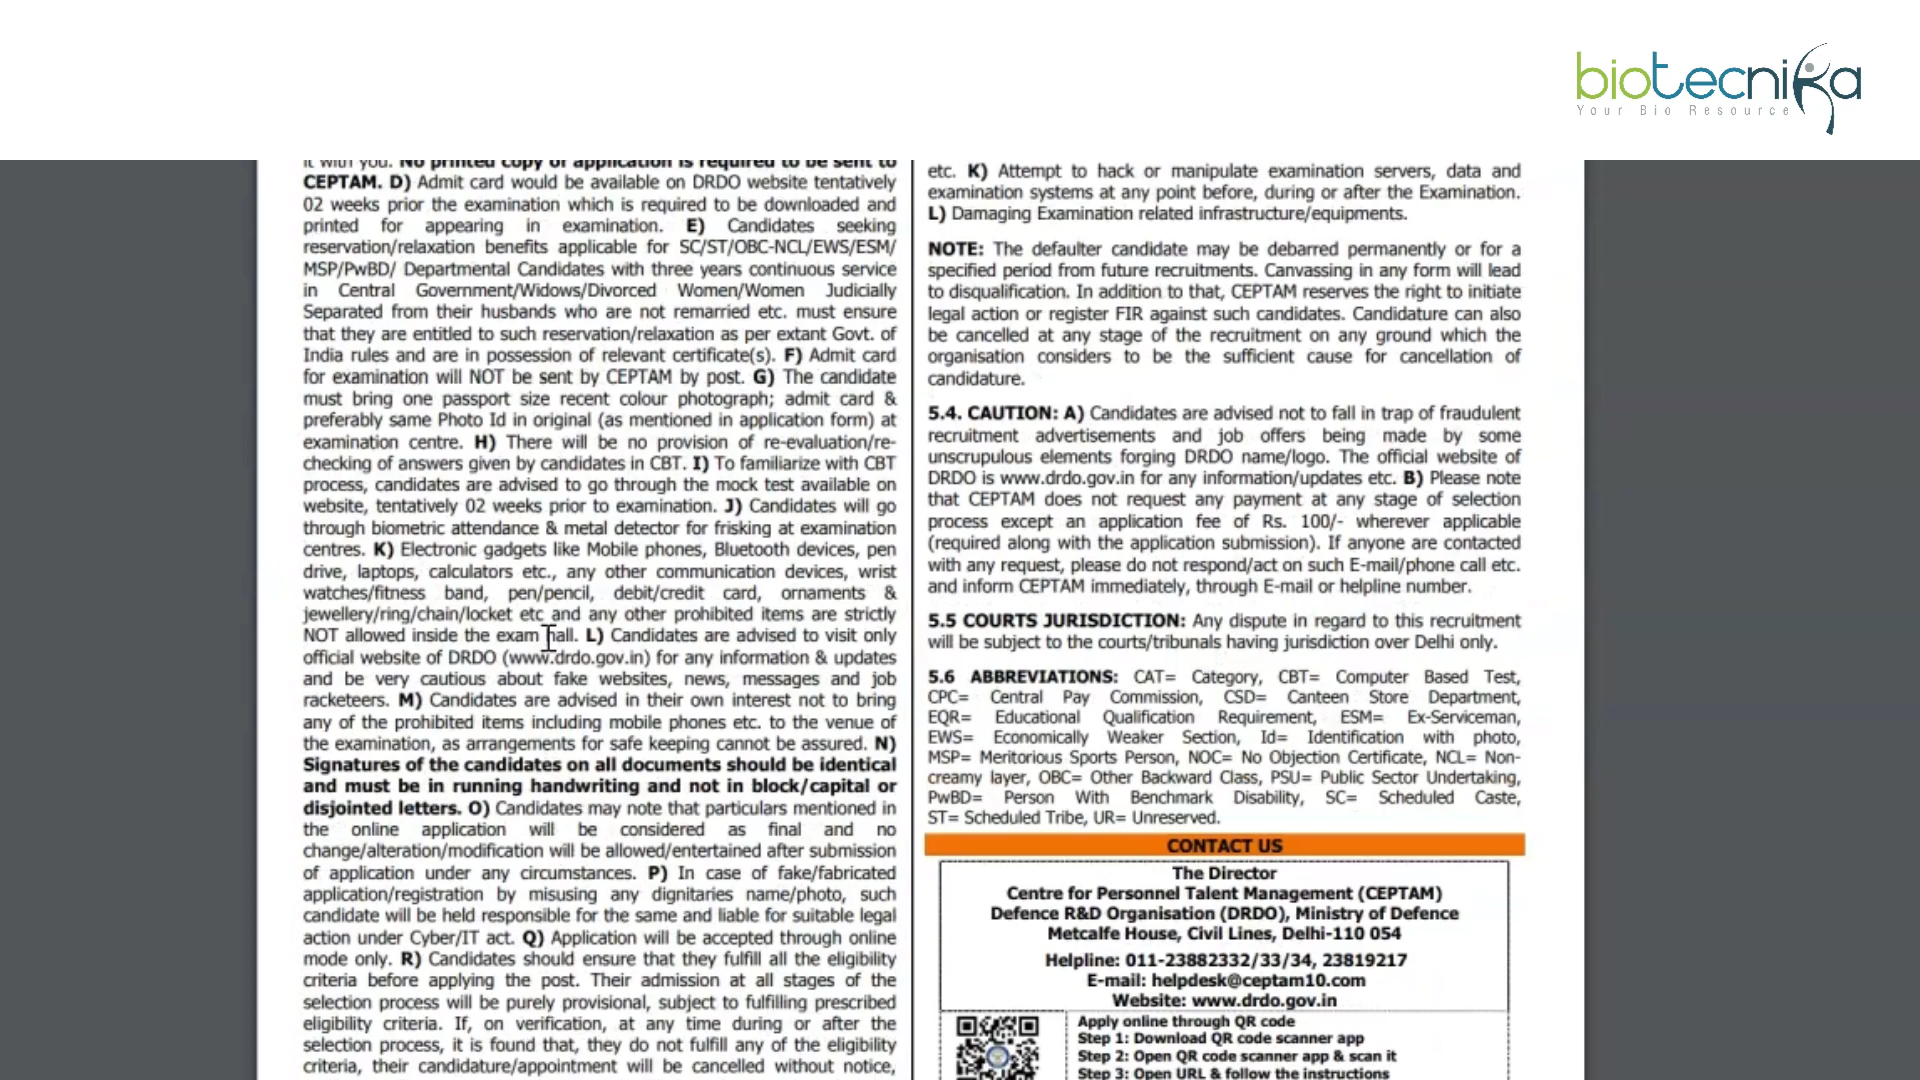 biotecnika
Your Bio Resource
it with you. No printed copy of application is required to be sent to
CEPTAM. D) Admit card would be available on DRDO website tentatively
02 weeks prior the examination which is required to be downloaded and
printed for appearing in examination. E) Candidates seeking
reservation/relaxation benefits applicable for SC/ST/OBC-NCL/EWS/ESM/
MSP/PwBD/ Departmental Candidates with three years continuous service
in Central Government/Widows/Divorced Women/Women Judicially
Separated from their husbands who are not remarried etc. must ensure
that they are entitled to such reservation/relaxation as per extant Govt. of
India rules and are in possession of relevant certificate(s). F) Admit card
for examination will NOT be sent by CEPTAM by post. G) The candidate
must bring one passport size recent colour photograph; admit card &
preferably same Photo Id in original (as mentioned in application form) at
examination centre. H) There will be no provision of re-evaluation/re-
checking of answers given by candidates in CBT. I) To familiarize with CBT
process, candidates are advised to go through the mock test available on
website, tentatively 02 weeks prior to examination. J) Candidates will go
through biometric attendance & metal detector for frisking at examination
centres. K) Electronic gadgets like Mobile phones, Bluetooth devices, pen
drive, laptops, calculators etc., any other communication devices, wrist
watches/fitness band, pen/pencil, debit/credit card, ornaments &
jewellery/ring/chain/locket etc and any other prohibited items are strictly
NOT allowed inside the exam hall. L) Candidates are advised to visit only
official website of DRDO (www.drdo.gov.in) for any information & updates
and be very cautious about fake websites, news, messages and job
racketeers. M) Candidates are advised in their own interest not to bring
any of the prohibited items including mobile phones etc. to the venue of
the examination, as arrangements for safe keeping cannot be assured. N)
Signatures of the candidates on all documents should be identical
and must be in running handwriting and not in block/capital or
disjointed letters. O) Candidates may note that particulars mentioned in
the online application will be considered as final and no
change/alteration/modification will be allowed/entertained after submission
of application under any circumstances. P) In case of fake/fabricated
application/registration by misusing any dignitaries name/photo, such
candidate will be held responsible for the same and liable for suitable legal
action under Cyber/IT act. Q) Application will be accepted through online
mode only. R) Candidates should ensure that they fulfill all the eligibility
criteria before applying the post. Their admission at all stages of the
selection process will be purely provisional, subject to fulfilling prescribed
eligibility criteria. If, on verification, at any time during or after the
selection process, it is found that, they do not fulfill any of the eligibility
criteria, their candidature/appointment will be cancelled without notice,
etc. K) Attempt to hack or manipulate examination servers, data and
examination systems at any point before, during or after the Examination.
L) Damaging Examination related infrastructure/equipments.
NOTE: The defaulter candidate may be debarred permanently or for a
specified period from future recruitments. Canvassing in any form will lead
to disqualification. In addition to that, CEPTAM reserves the right to initiate
legal action or register FIR against such candidates. Candidature can also
be cancelled at any stage of the recruitment on any ground which the
organisation considers to be the sufficient cause for cancellation of
candidature.
5.4. CAUTION: A) Candidates are advised not to fall in trap of fraudulent
recruitment advertisements and job offers being made by some
unscrupulous elements forging DRDO name/logo. The official website of
DRDO is www.drdo.gov.in for any information/updates etc. B) Please note
that CEPTAM does not request any payment at any stage of selection
process except an application fee of Rs. 100/- wherever applicable
(required along with the application submission). If anyone are contacted
with any request, please do not respond/act on such E-mail/phone call etc.
and inform CEPTAM immediately, through E-mail or helpline number.
5.5 COURTS JURISDICTION: Any dispute in regard to this recruitment
will be subject to the courts/tribunals having jurisdiction over Delhi only.
5.6 ABBREVIATIONS: CAT= Category, CBT= Computer Based Test,
CPC= Central Pay Commission, CSD= Canteen Store Department,
EQR= Educational Qualification Requirement, ESM= Ex-Serviceman,
EWS= Economically Weaker Section, Id= Identification with photo,
MSP= Meritorious Sports Person, NOC= No Objection Certificate, NCL= Non-
creamy layer, OBC= Other Backward Class, PSU= Public Sector Undertaking,
PwBD= Person With Benchmark Disability, SC= Scheduled Caste,
ST= Scheduled Tribe, UR= Unreserved.
CONTACT US
The Director
Centre for Personnel Talent Management (CEPTAM)
Defence R&D Organisation (DRDO), Ministry of Defence
Metcalfe House, Civil Lines, Delhi-110 054
Helpline: 011-23882332/33/34, 23819217
E-mail: helpdesk@ceptam10.com
Website: www.drdo.gov.in
Apply online through QR code
Step 1: Download QR code scanner app
Step 2: Open QR code scanner app & scan it
Step 3: Open URL & follow the instructions